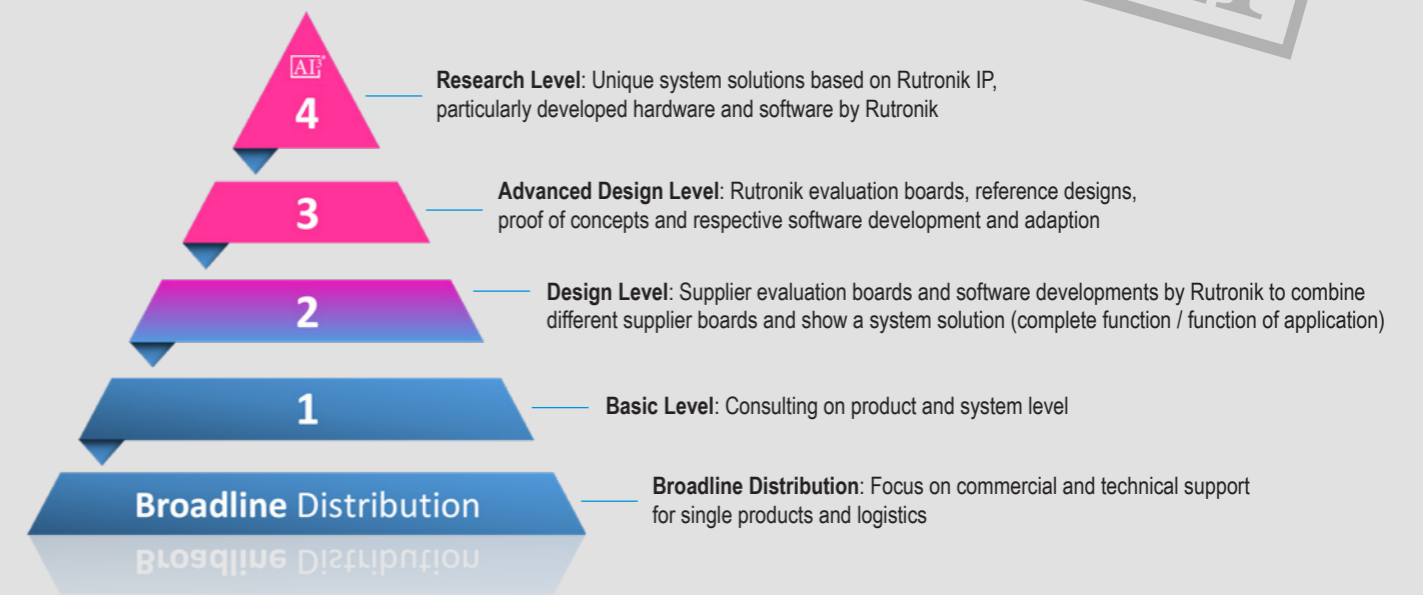 AI³
4
Research Level: Unique system solutions based on Rutronik IP,
particularly developed hardware and software by Rutronik
3
Advanced Design Level: Rutronik evaluation boards, reference designs,
proof of concepts and respective software development and adaption
2
Design Level: Supplier evaluation boards and software developments by Rutronik to combine
different supplier boards and show a system solution (complete function / function of application)
1
Basic Level: Consulting on product and system level
Broadline Distribution
Broadline Distribution: Focus on commercial and technical support
for single products and logistics